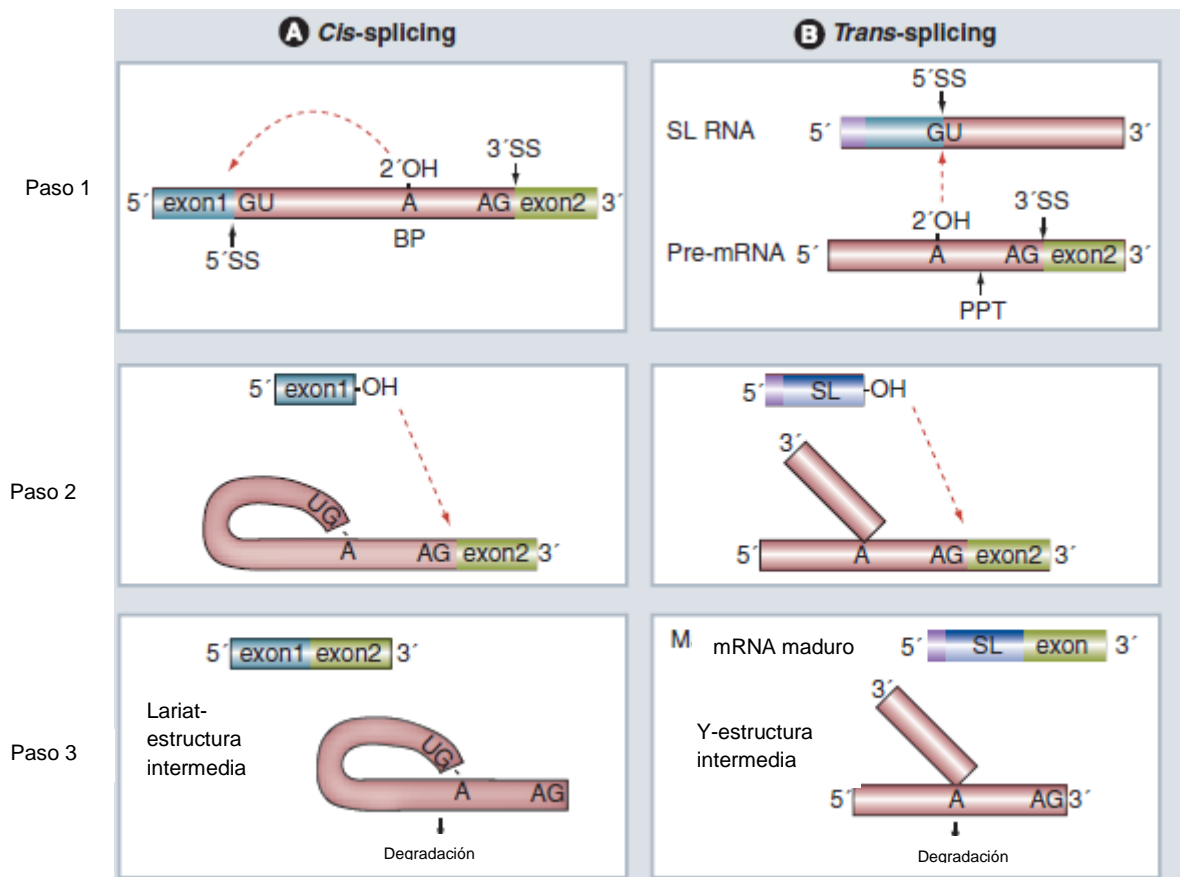 A Cis-splicing
B Trans-splicing
Paso 1
5´ exon1 GU 2´OH A BP AG 3´SS exon2 3´
5´SS
5´SS
SL RNA 5´ GU 3´
2´OH 3´SS
Pre-mRNA 5´ A AG exon2 3´
PPT
Paso 2
5´ exon1 -OH
UG
A AG exon2 3´
5´ SL -OH
3´
5´ A AG exon2 3´
Paso 3
5´ exon1 exon2 3´
Lariat-
estructura
intermedia
UG
A AG
Degradación
M mRNA maduro 5´ SL exon 3´
3´
Y-estructura
intermedia
5´ A AG 3´
Degradación